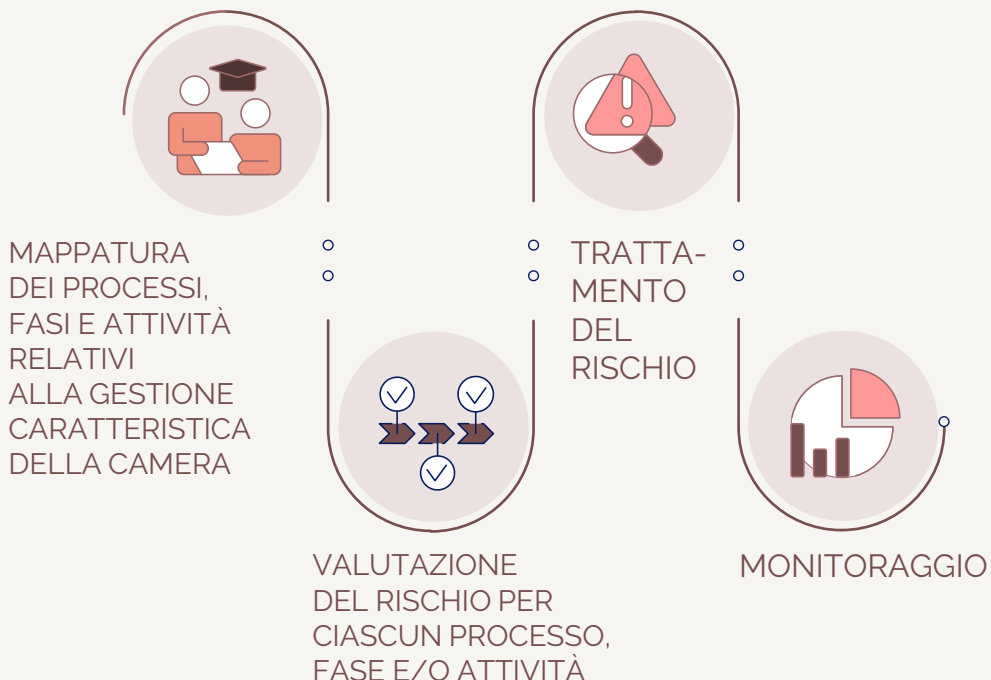 MAPPATURA
DEI PROCESSI,
FASI E ATTIVITÀ
RELATIVI
ALLA GESTIONE
CARATTERISTICA
DELLA CAMERA
VALUTAZIONE
DEL RISCHIO PER
CIASCUN PROCESSO,
FASE E/O ATTIVITÀ
TRATTA-
MENTO
DEL
RISCHIO
MONITORAGGIO